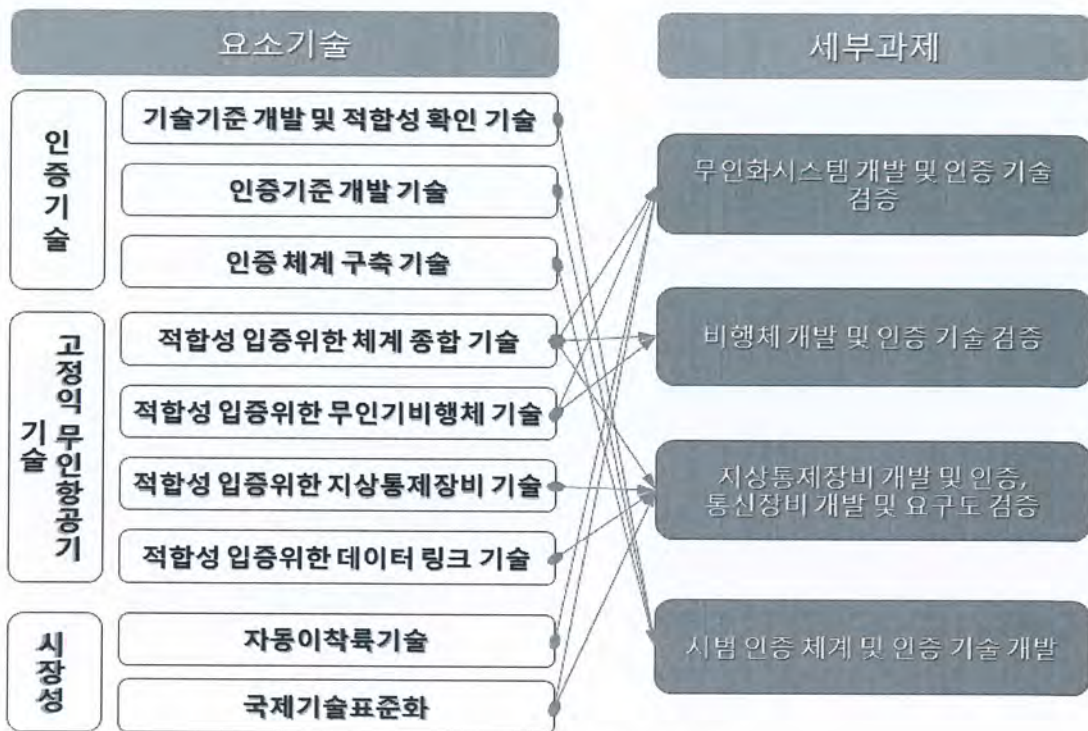 요소기술
세부과제
인증기술
기술기준 개발 및 적합성 확인 기술
인증기준 개발 기술
인증 체계 구축 기술
고정익 무인항공기
기술
적합성 입증위한 체계 종합 기술
적합성 입증위한 무인기비행체 기술
적합성 입증위한 지상통제장비 기술
적합성 입증위한 데이터 링크 기술
시장성
자동이착륙기술
국제기술표준화
무인화시스템 개발 및 인증 기술
검증
비행체 개발 및 인증 기술 검증
지상통제장비 개발 및 인증,
통신장비 개발 및 요구도 검증
시범 인증 체계 및 인증 기술 개발